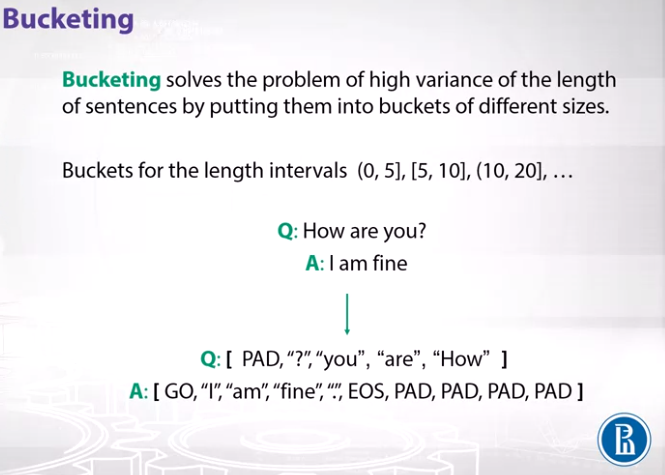 Bucketing
Bucketing solves the problem of high variance of the length
of sentences by putting them into buckets of different sizes.
Buckets for the length intervals (0, 5], [5, 10], (10, 20], …
Q: How are you?
A: I am fine
Q: [ PAD, “?”, “you”, “are”, “How” ]
A: [ GO, “I”, “am”, “fine”, “.”, EOS, PAD, PAD, PAD, PAD ]